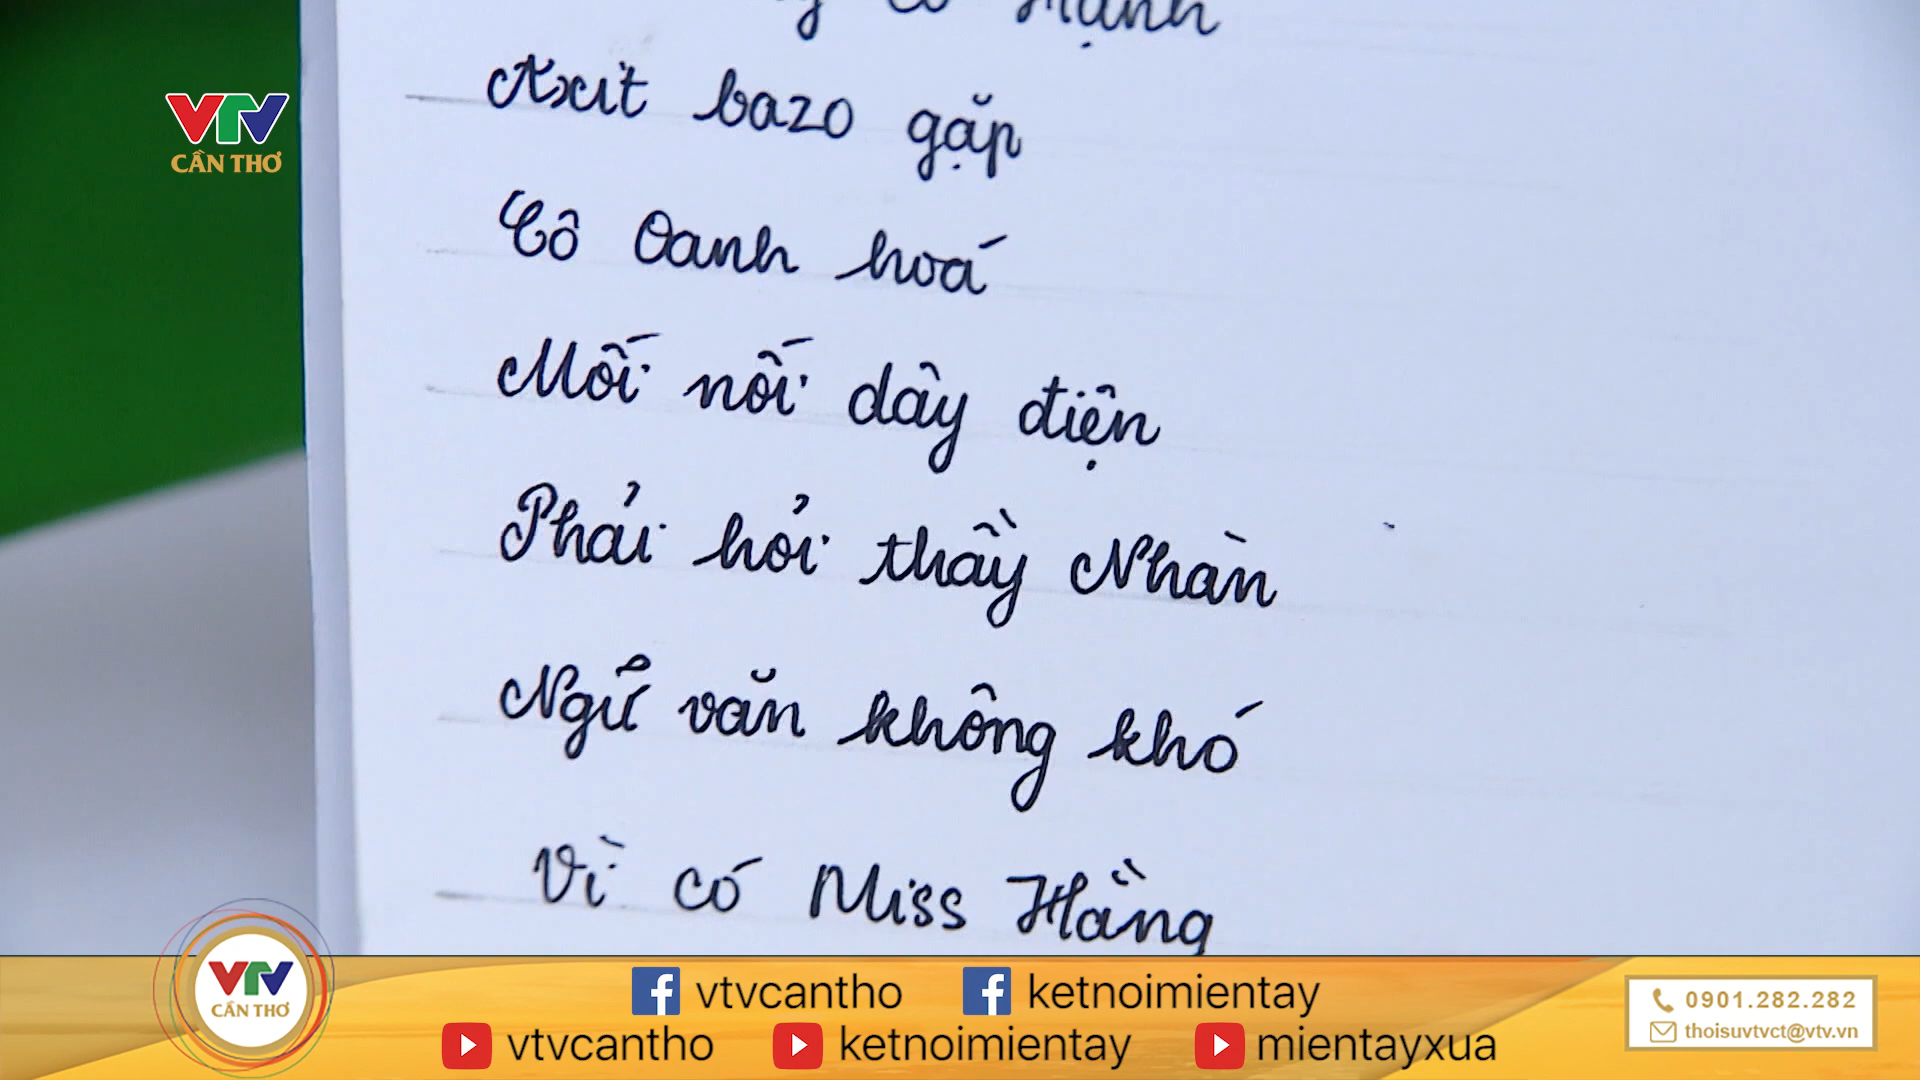 Hạnh
Axit bazo gặp
Cô Oanh hoá
Mối nối dây điện
Phải hỏi thầy Nhàn
Ngữ văn không khó
Vì có Miss Hằng
VTV
CẦN THƠ
VTV
CẦN THƠ
vtvcantho ketnoimientay
vtvcantho ketnoimientay mientayxua
0901.282.282
thoisuvtvct@vtv.vn